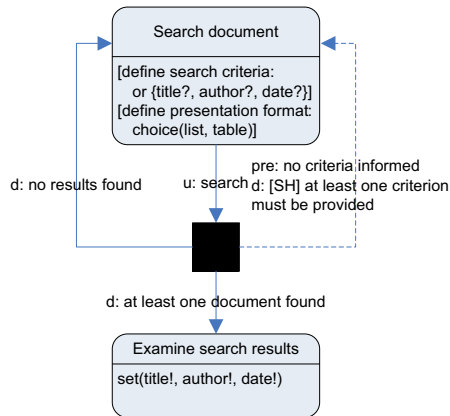 Search document
[define search criteria:
or {title?, author?, date?}]
[define presentation format:
choice(list, table)]
pre: no criteria informed
d: no results found
u: search
d: [SH] at least one criterion
must be provided
d: at least one document found
Examine search results
set(title!, author!, date!)